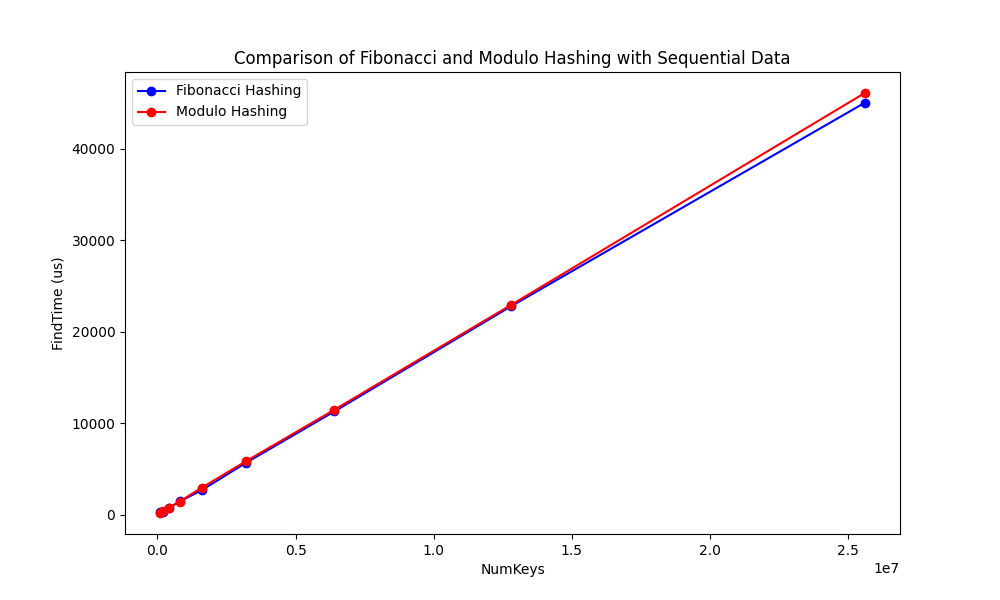 Comparison of Fibonacci and Modulo Hashing with Sequential Data
Fibonacci Hashing
Modulo Hashing
40000
30000
20000
10000
0
FindTime (us)
0.0 0.5 1.0 1.5 2.0 2.5
1e7
NumKeys